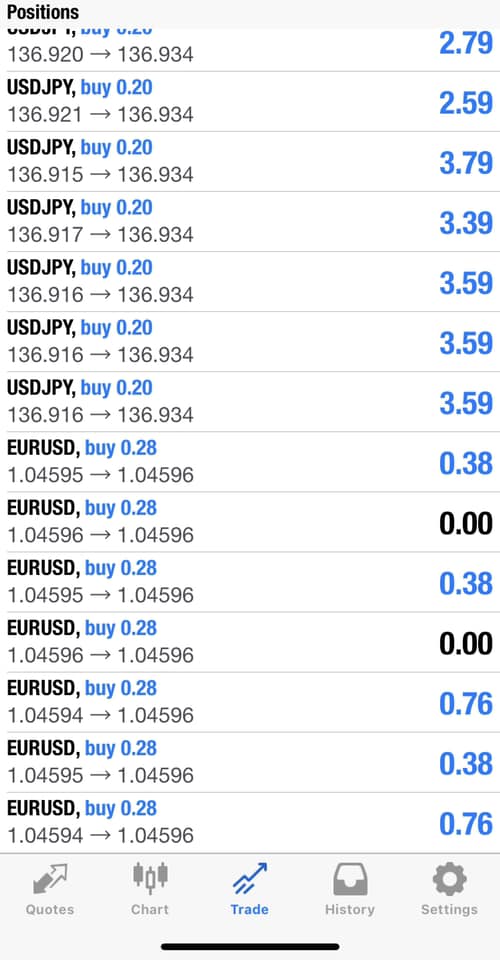 Positions
USDJPY, buy 0.20
136.920 → 136.934
2.79
USDJPY, buy 0.20
136.921 → 136.934
2.59
USDJPY, buy 0.20
136.915 → 136.934
3.79
USDJPY, buy 0.20
136.917 → 136.934
3.39
USDJPY, buy 0.20
136.916 → 136.934
3.59
USDJPY, buy 0.20
136.916 → 136.934
3.59
USDJPY, buy 0.20
136.916 → 136.934
3.59
EURUSD, buy 0.28
1.04595 → 1.04596
0.38
EURUSD, buy 0.28
1.04596 → 1.04596
0.00
EURUSD, buy 0.28
1.04595 → 1.04596
0.38
EURUSD, buy 0.28
1.04596 → 1.04596
0.00
EURUSD, buy 0.28
1.04594 → 1.04596
0.76
EURUSD, buy 0.28
1.04595 → 1.04596
0.38
EURUSD, buy 0.28
1.04594 → 1.04596
0.76
Quotes
Chart
Trade
History
Settings